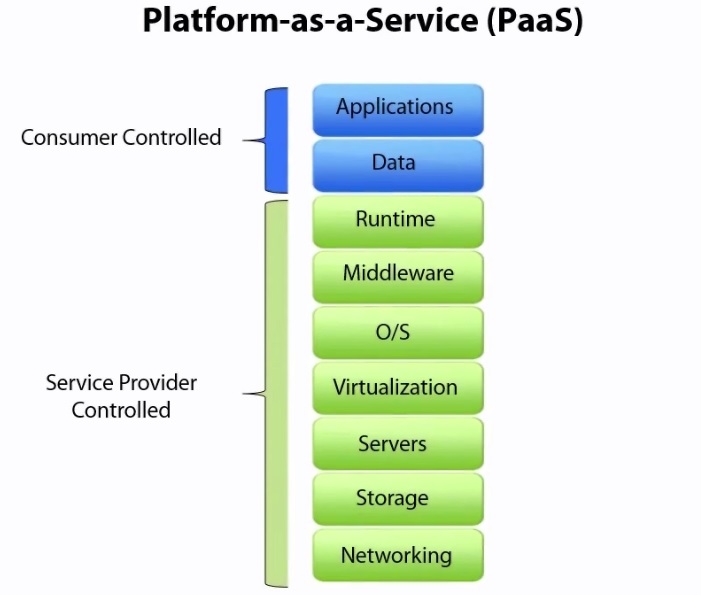 Platform-as-a-Service (PaaS)
Consumer Controlled
Applications
Data
Service Provider
Controlled
Runtime
Middleware
O/S
Virtualization
Servers
Storage
Networking